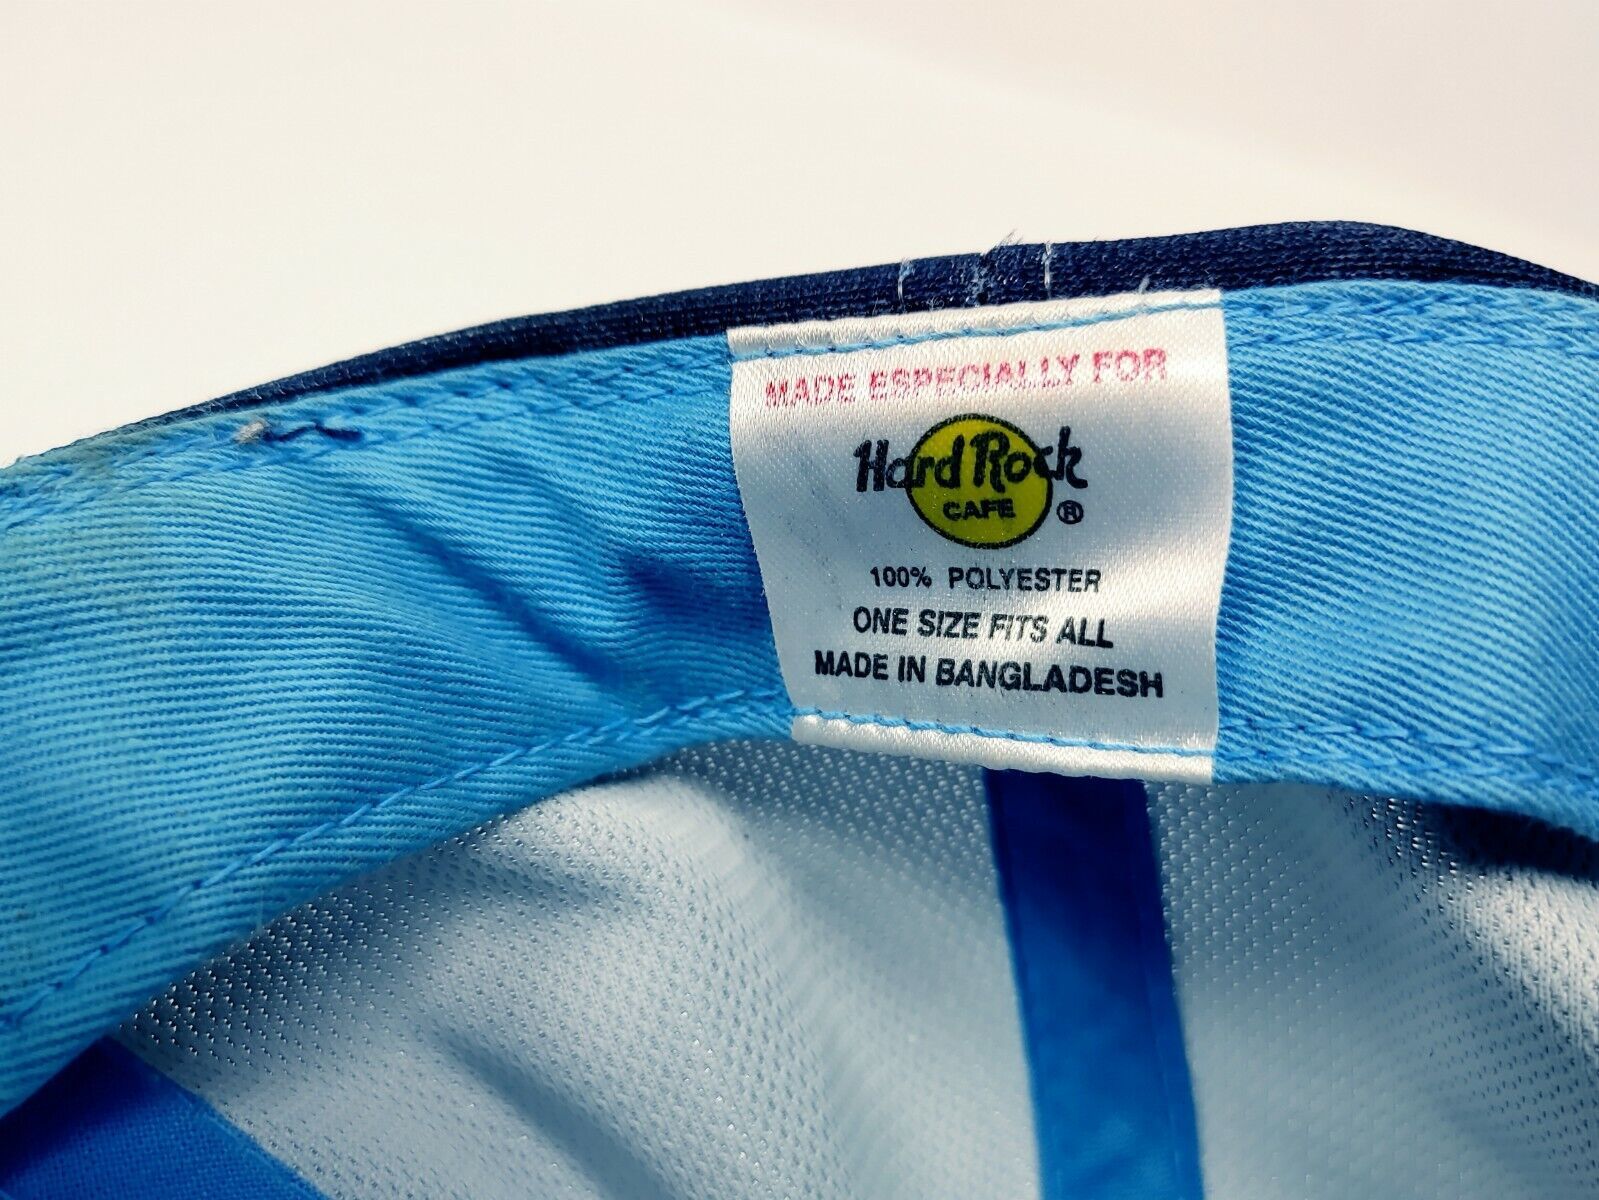 MADE ESPECIALLY FOR
Hard Rock
CAFE ®
100% POLYESTER
ONE SIZE FITS ALL
MADE IN BANGLADESH